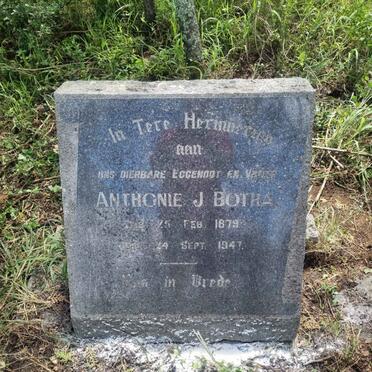 In Tere Herinnering
aan
ONS DIERBARE EGGENOOT EN VADER
ANTHONIE J BOTHA
25 FEB. 1879
24 SEPT. 1947
in Vrede